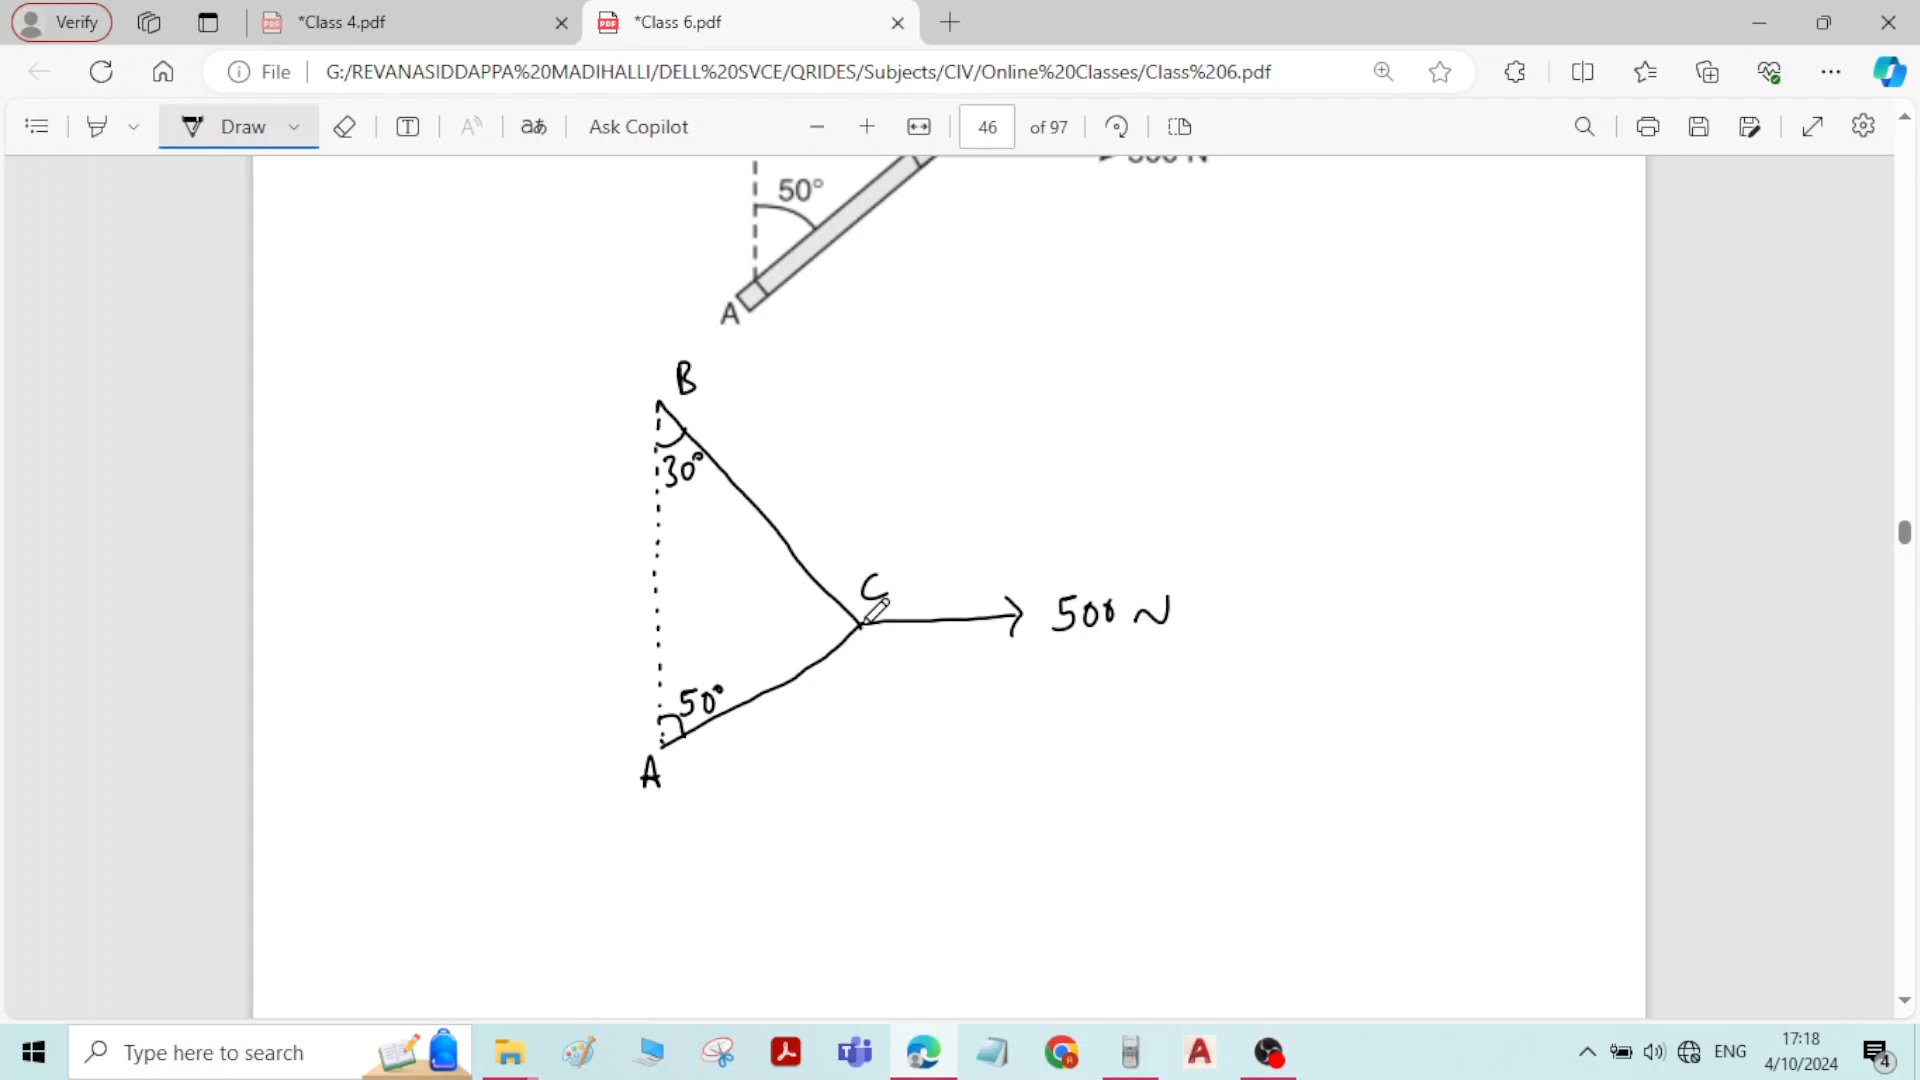 Verify
*Class 4.pdf
*Class 6.pdf
File
G:/REVANASIDDAPPA%20MADIHALLI/DELL%20SVCE/QRIDES/Subjects/CIV/Online%20Classes/Class%206.pdf
Draw
Ask Copilot
46 of 97
50°
A
B
30°
C
500 N
50°
A
Type here to search
ENG
17:18
4/10/2024
4